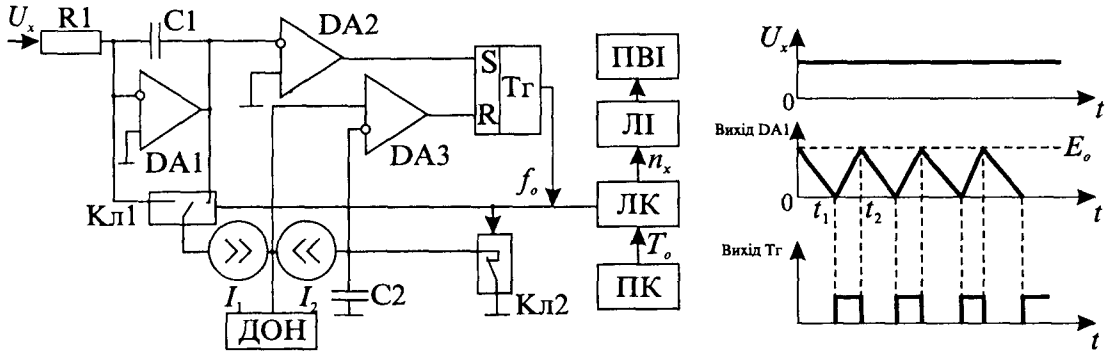 Uₓ
R1
C1
DA1
DA2
DA3
S
R
Тг
fₒ
Кл1
I₁
I₂
ДОН
C2
Кл2
ПВІ
ЛІ
nₓ
ЛК
Tₒ
ПК
Uₓ
0
t
Вихід DA1
Eₒ
0
t₁
t₂
t
Вихід Тг
t